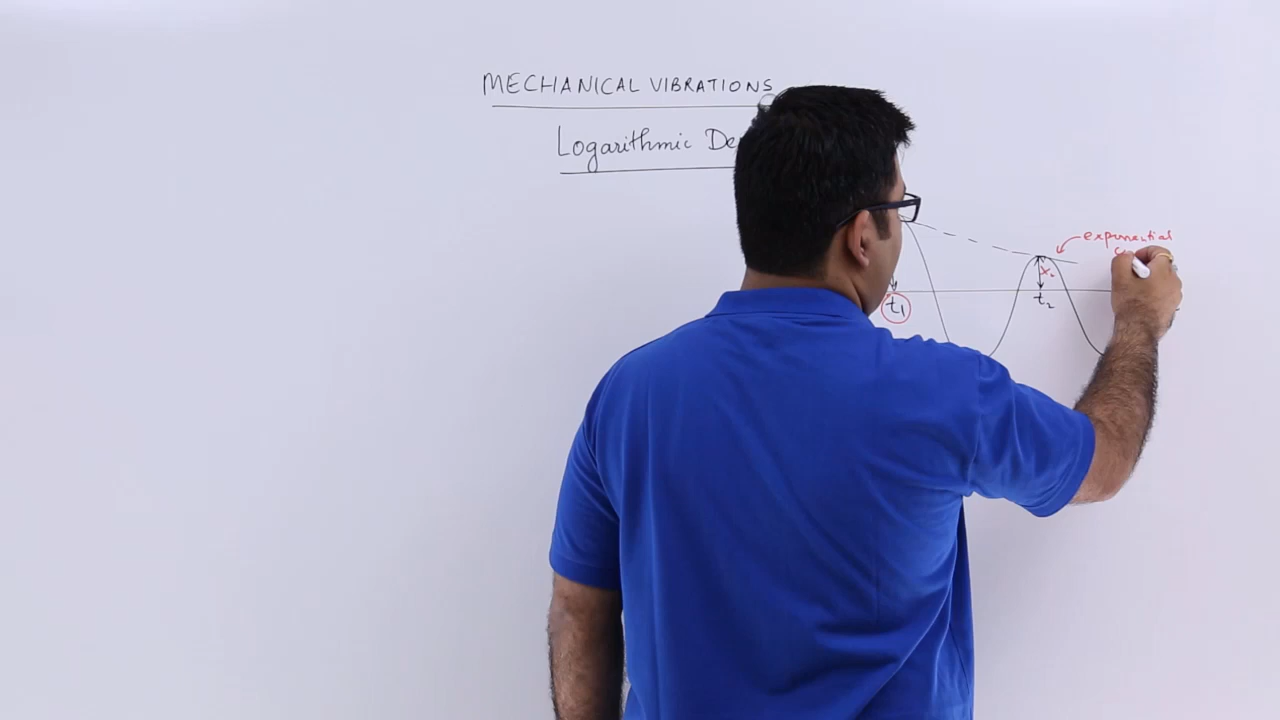 MECHANICAL VIBRATIONS
Logarithmic De
exponential
x₂
t₁
t₂